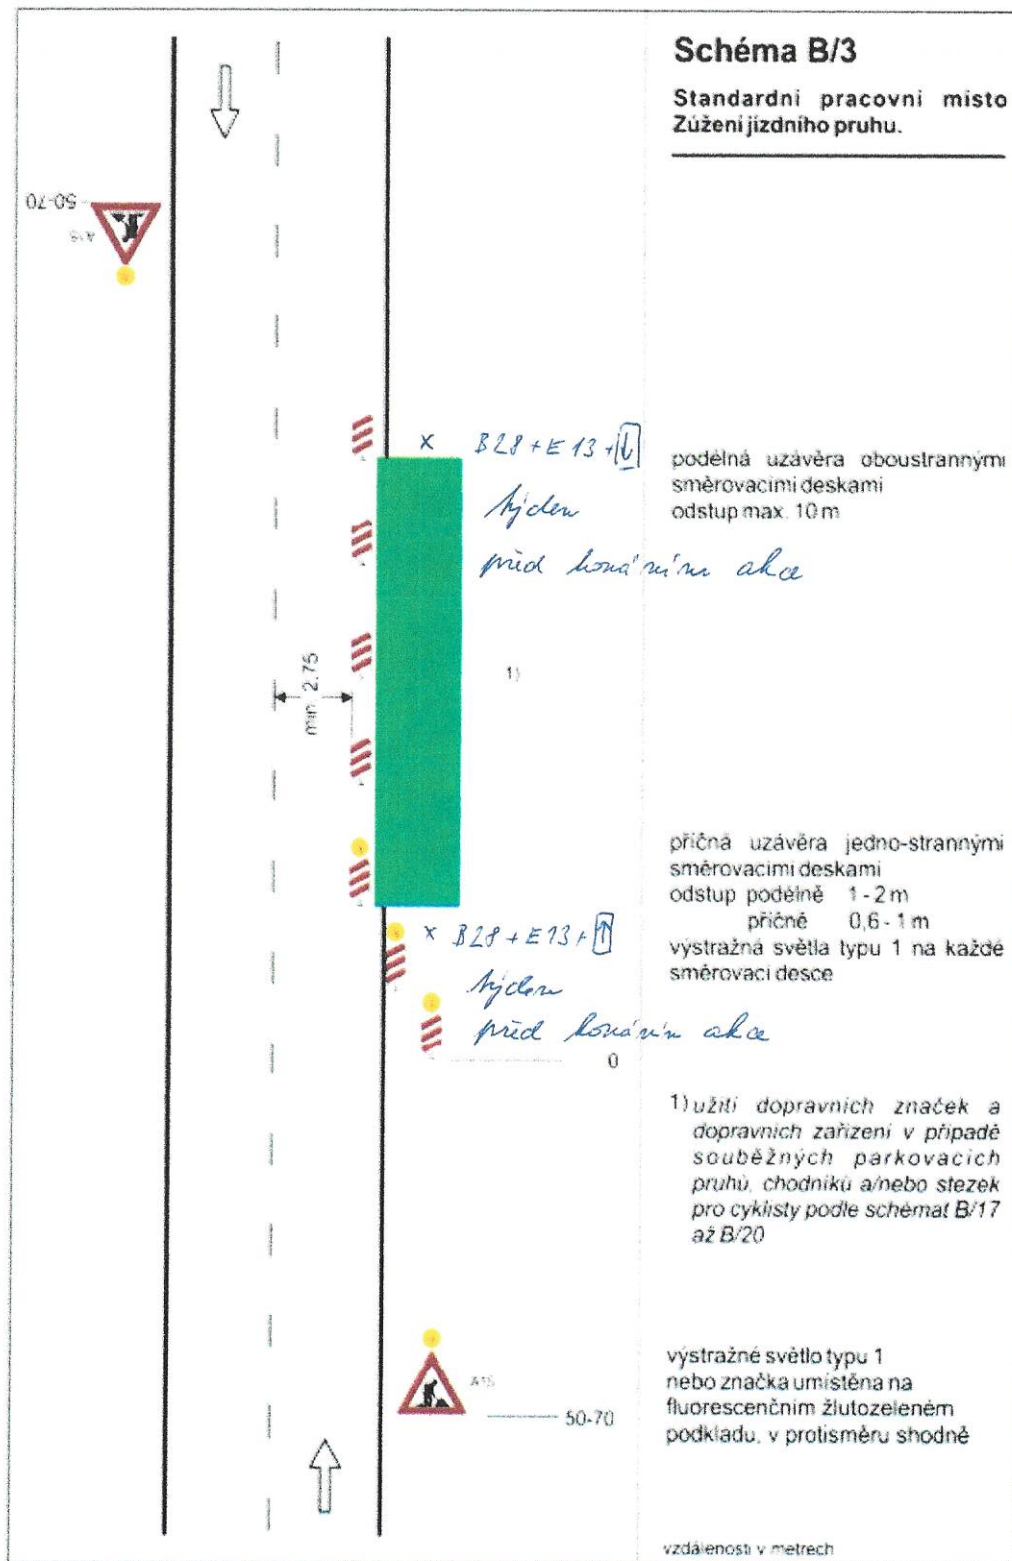 Schéma B/3
Standardní pracovní místo
Zúžení jízdního pruhu.
50-70
A15
x B28 + E13 + ↓
týden
před konáním akce
podélná uzávěra oboustrannými
směrovacími deskami
odstup max. 10 m
1)
min. 2.75
příčná uzávěra jedno-strannými
směrovacími deskami
odstup podélně 1 - 2 m
příčně 0,6 - 1 m
výstražná světla typu 1 na každé
směrovací desce
x B28 + E13 + ↑
týden
před konáním akce
0
1) užití dopravních značek a
dopravních zařízení v případě
souběžných parkovacích
pruhů, chodníků a/nebo stezek
pro cyklisty podle schémat B/17
až B/20
A15
50-70
výstražné světlo typu 1
nebo značka umístěna na
fluorescenčním žlutozeleném
podkladu, v protisměru shodně
vzdálenosti v metrech